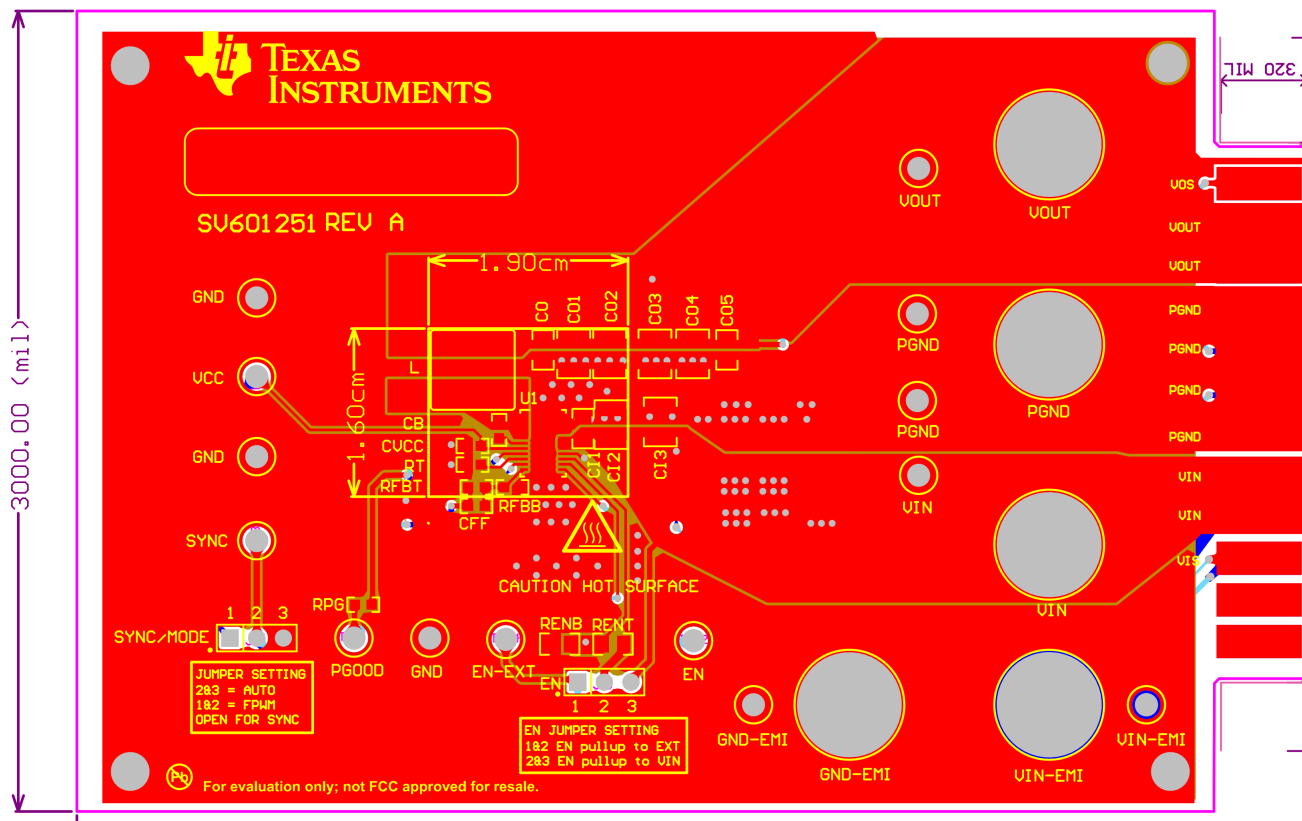 TEXAS
INSTRUMENTS
320 MIL
SV601251 REV A
VOUT
VOUT
VOS
VOUT
VOUT
1.90cm
GND
CO
CO1
CO2
CO3
CO4
CO5
PGND
PGND
PGND
PGND
PGND
PGND
PGND
VCC
L
1.60cm
3000.00 (mil)
U1
CB
CVCC
RT
RFBT
RFBB
CFF
CI1
CI2
CI3
GND
VIN
VIN
VIN
SYNC
VIS
CAUTION HOT SURFACE
VIN
RPG
1 2 3
SYNC/MODE
PGOOD
GND
EN-EXT
RENB
RENT
EN
EN
1 2 3
JUMPER SETTING
2&3 = AUTO
1&2 = FPWM
OPEN FOR SYNC
EN JUMPER SETTING
1&2 EN pullup to EXT
2&3 EN pullup to VIN
GND-EMI
GND-EMI
VIN-EMI
VIN-EMI
Pb
For evaluation only; not FCC approved for resale.